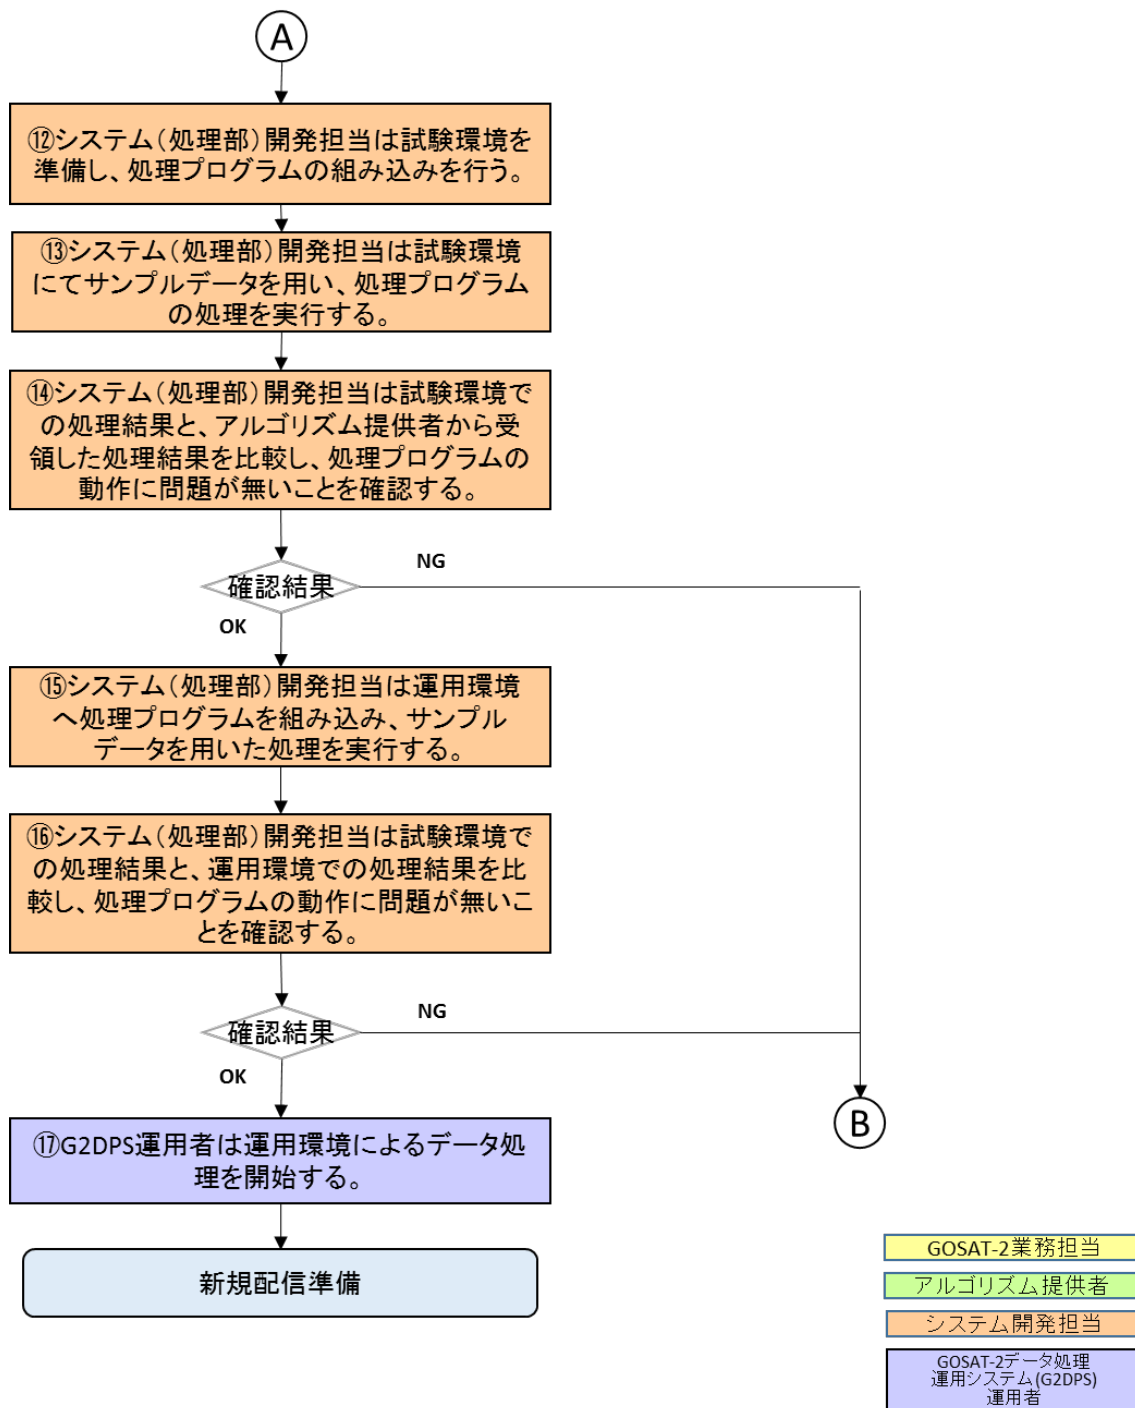 A
⑫システム（処理部）開発担当は試験環境を
準備し、処理プログラムの組み込みを行う。
⑬システム（処理部）開発担当は試験環境
にてサンプルデータを用い、処理プログラム
の処理を実行する。
⑭システム（処理部）開発担当は試験環境で
の処理結果と、アルゴリズム提供者から受
領した処理結果を比較し、処理プログラムの
動作に問題が無いことを確認する。
確認結果
NG
OK
⑮システム（処理部）開発担当は運用環境
へ処理プログラムを組み込み、サンプル
データを用いた処理を実行する。
⑯システム（処理部）開発担当は試験環境で
の処理結果と、運用環境での処理結果を比
較し、処理プログラムの動作に問題が無いこ
とを確認する。
確認結果
NG
OK
B
⑰G2DPS運用者は運用環境によるデータ処
理を開始する。
新規配信準備
GOSAT-2業務担当
アルゴリズム提供者
システム開発担当
GOSAT-2データ処理
運用システム(G2DPS)
運用者